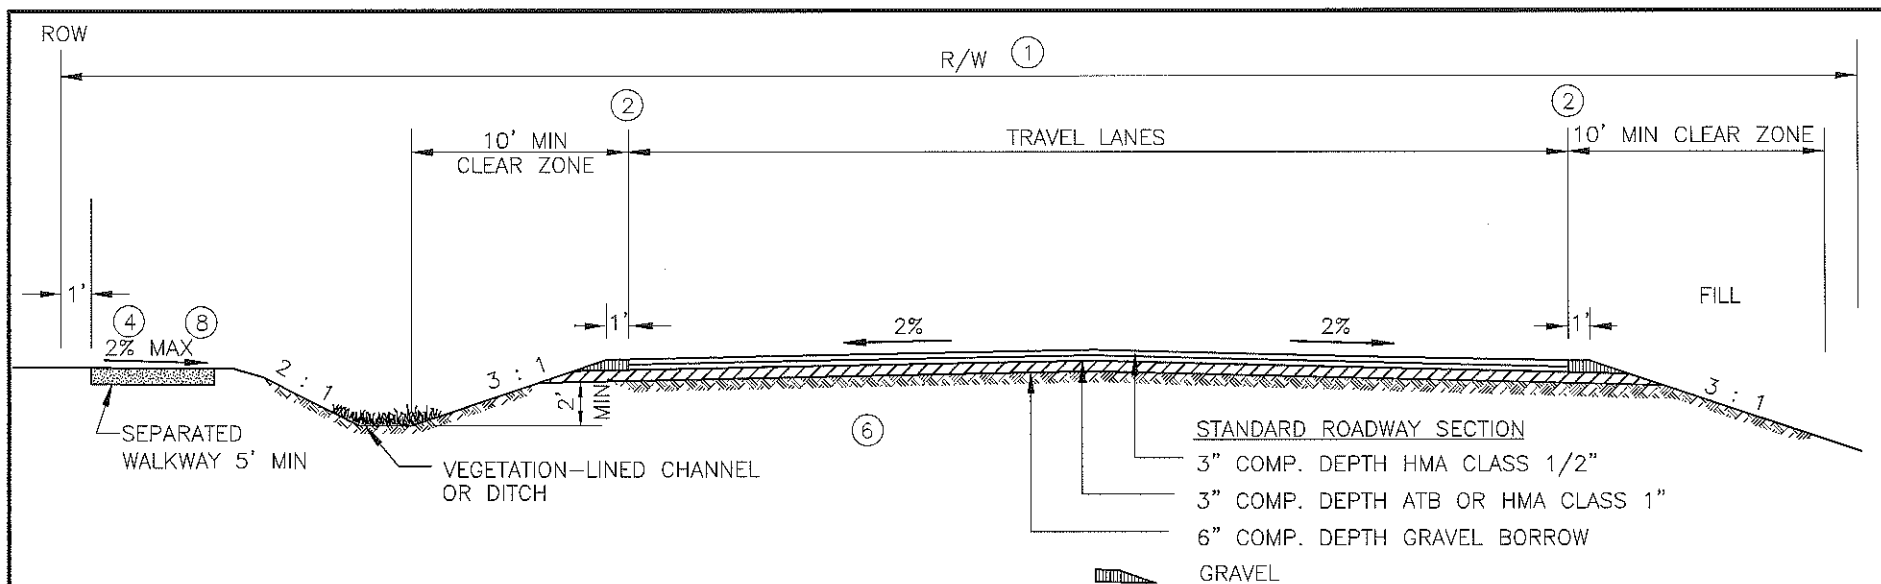 ROW
R/W 1
2
2
10' MIN
CLEAR ZONE
TRAVEL LANES
10' MIN CLEAR ZONE
1'
4
8
2% MAX
1'
2%
2%
1'
FILL
2 : 1
3 : 1
2'
MIN
3 : 1
SEPARATED
WALKWAY 5' MIN
VEGETATION-LINED CHANNEL
OR DITCH
6
STANDARD ROADWAY SECTION
3" COMP. DEPTH HMA CLASS 1/2"
3" COMP. DEPTH ATB OR HMA CLASS 1"
6" COMP. DEPTH GRAVEL BORROW
GRAVEL